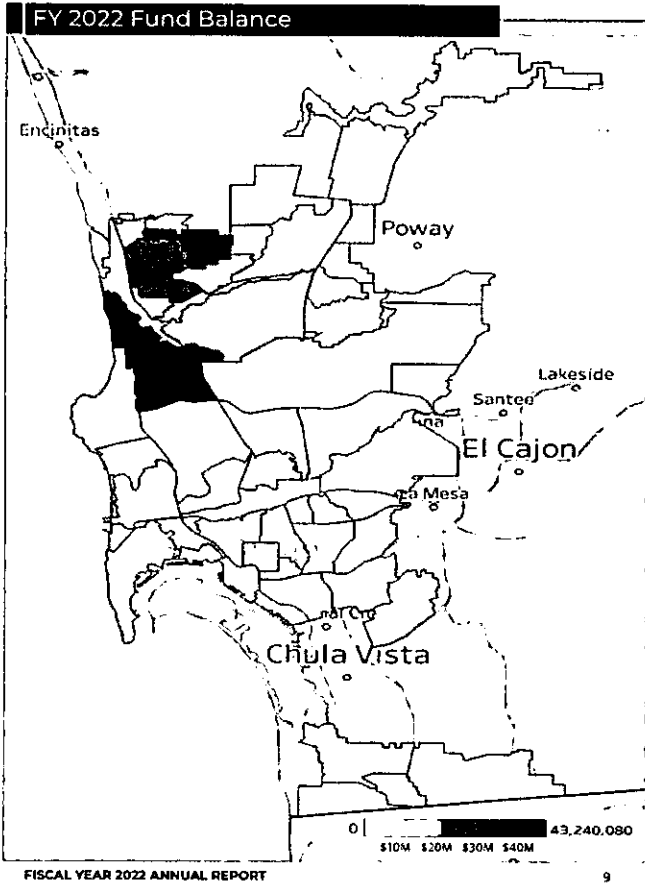 FY 2022 Fund Balance
Encinitas
Poway
Lakeside
Santee
El Cajon
La Mesa
Chula Vista
0
43,240,080
$10M $20M $30M $40M
FISCAL YEAR 2022 ANNUAL REPORT
9